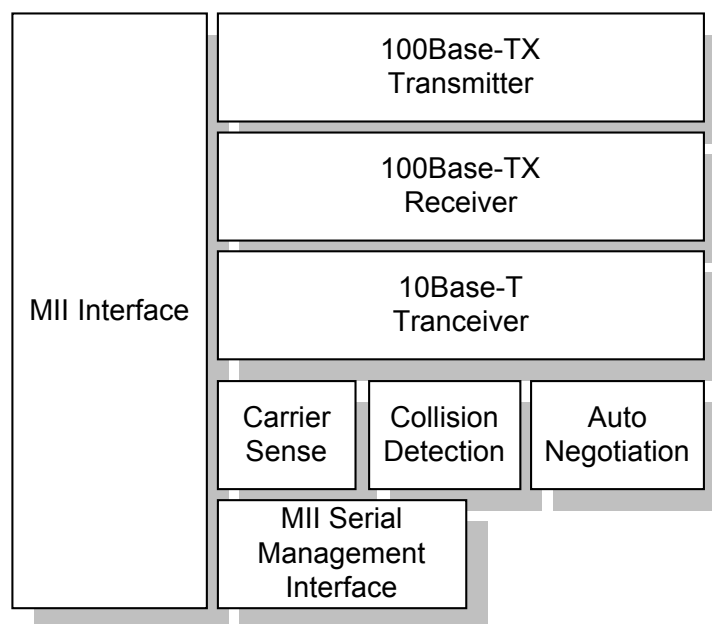 MII Interface
100Base-TX
Transmitter
100Base-TX
Receiver
10Base-T
Tranceiver
Carrier
Sense
Collision
Detection
Auto
Negotiation
MII Serial
Management
Interface